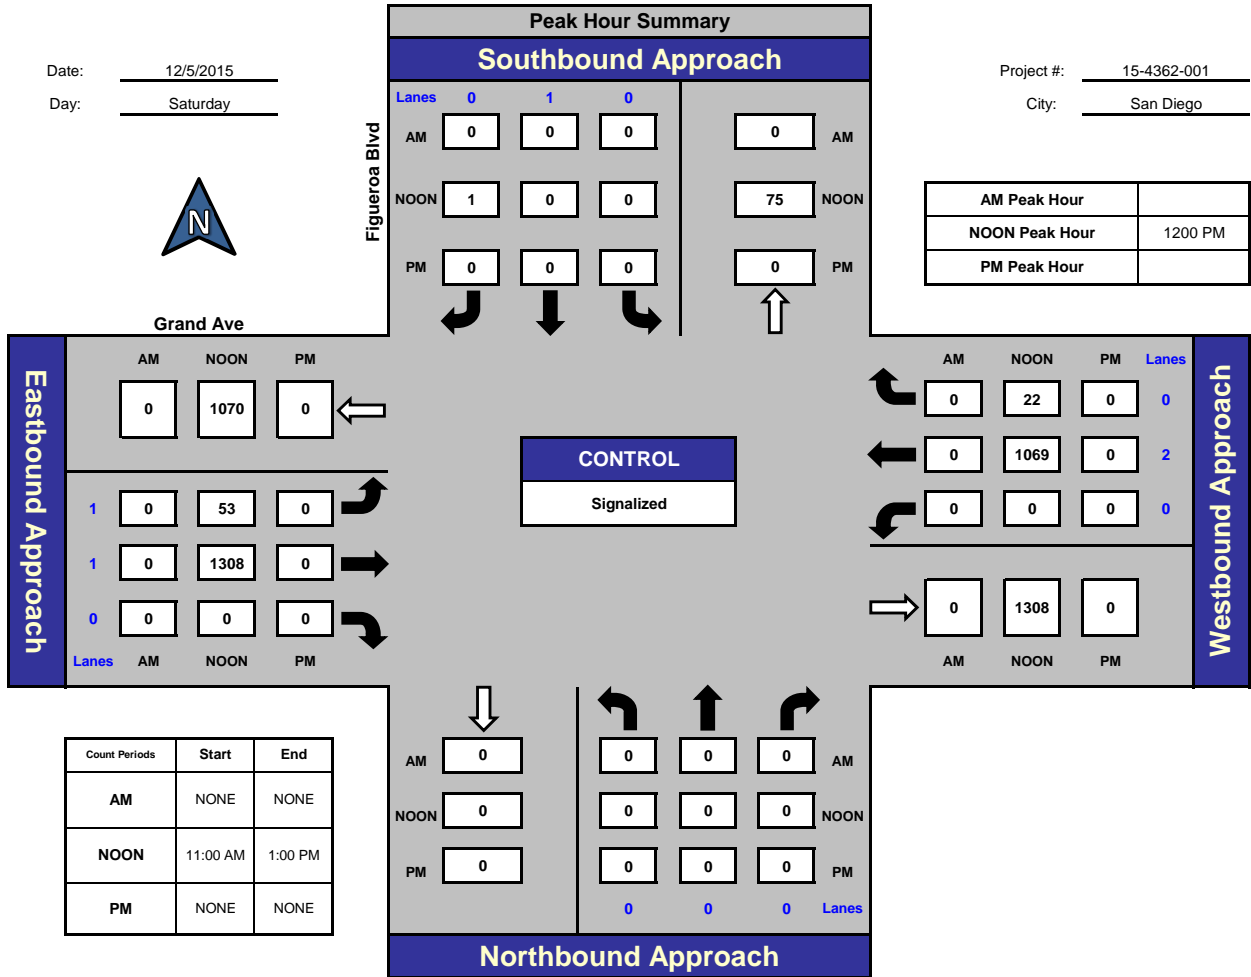 Peak Hour Summary
Southbound Approach
Date: 12/5/2015
Day: Saturday
Project #: 15-4362-001
City: San Diego
N
Figueroa Blvd
Lanes 0 1 0
AM 0 0 0 0 AM
NOON 1 0 0 75 NOON
PM 0 0 0 0 PM
AM Peak Hour
NOON Peak Hour 1200 PM
PM Peak Hour
Grand Ave
Eastbound Approach
AM NOON PM
0 1070 0
1 0 53 0
1 0 1308 0
0 0 0 0
Lanes AM NOON PM
CONTROL
Signalized
AM NOON PM Lanes
0 22 0 0
0 1069 0 2
0 0 0 0
0 1308 0
AM NOON PM
Westbound Approach
Count Periods Start End
AM NONE NONE
NOON 11:00 AM 1:00 PM
PM NONE NONE
AM 0 0 0 0 AM
NOON 0 0 0 0 NOON
PM 0 0 0 0 PM
0 0 0 Lanes
Northbound Approach